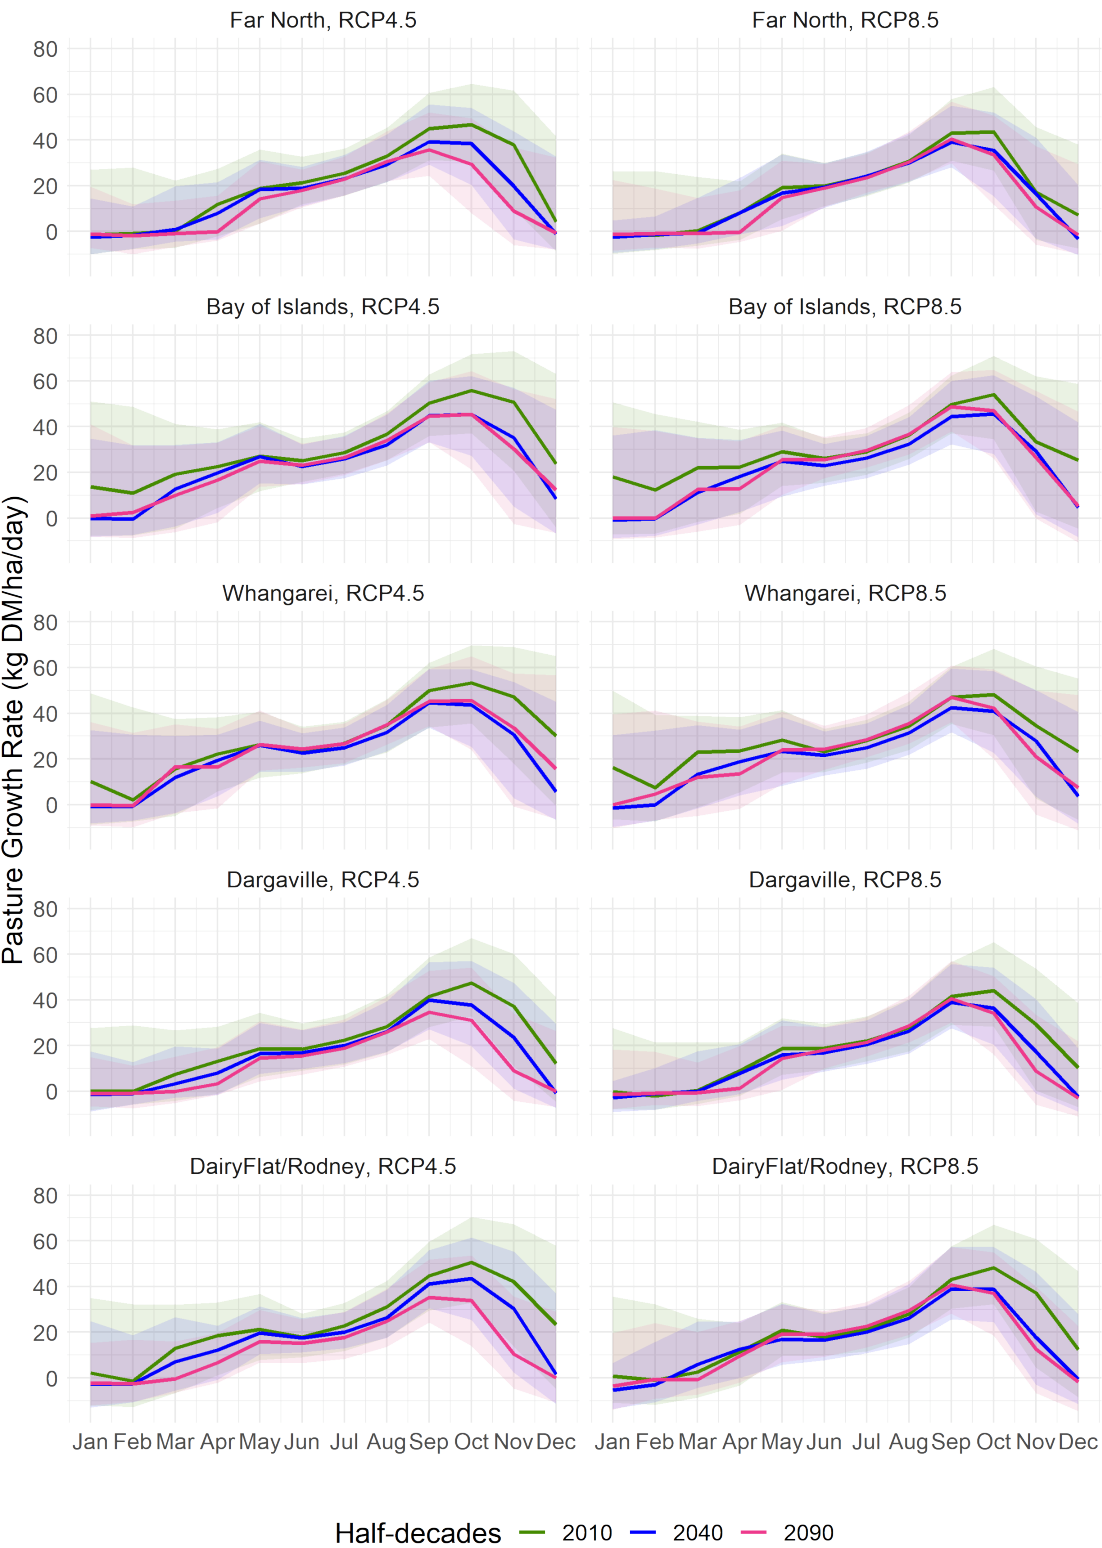 Far North, RCP4.5
Far North, RCP8.5
80
60
40
20
0
Bay of Islands, RCP4.5
Bay of Islands, RCP8.5
80
60
40
20
0
Whangarei, RCP4.5
Whangarei, RCP8.5
80
60
40
20
0
Dargaville, RCP4.5
Dargaville, RCP8.5
80
60
40
20
0
DairyFlat/Rodney, RCP4.5
DairyFlat/Rodney, RCP8.5
80
60
40
20
0
Pasture Growth Rate (kg DM/ha/day)
Jan Feb Mar Apr May Jun Jul Aug Sep Oct Nov Dec
Jan Feb Mar Apr May Jun Jul Aug Sep Oct Nov Dec
Half-decades 2010 2040 2090